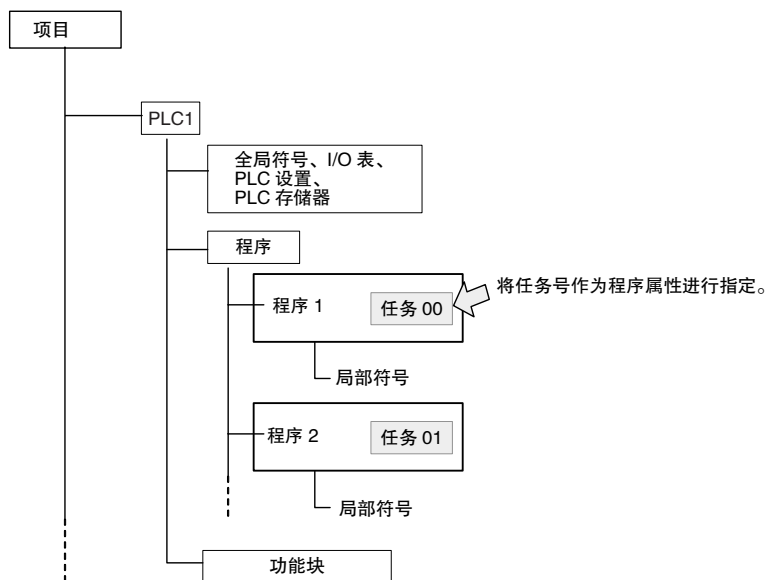 项目
PLC1
全局符号、I/O 表、
PLC 设置、
PLC 存储器
程序
程序 1
任务 00
将任务号作为程序属性进行指定。
局部符号
程序 2
任务 01
局部符号
功能块